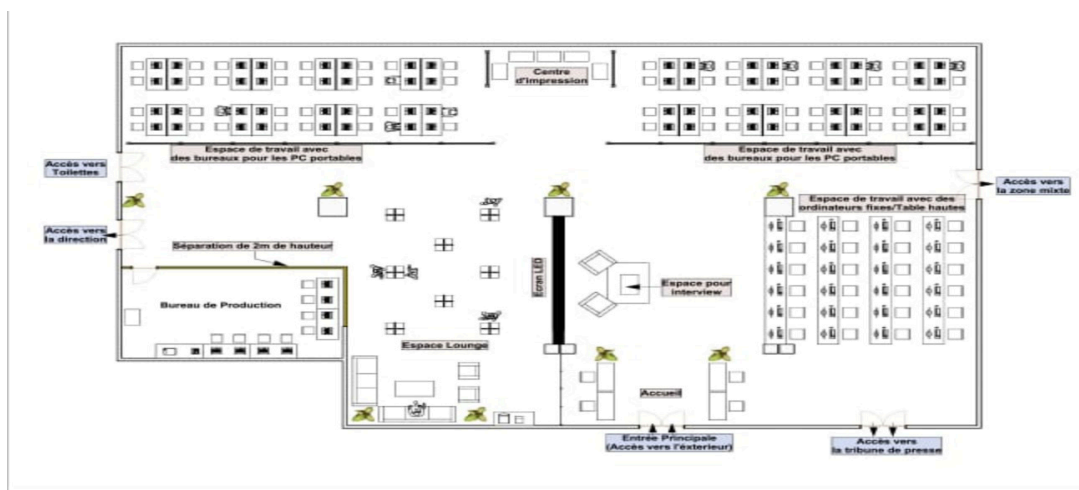 Centre
d'impression
Espace de travail avec
des bureaux pour les PC portables
Espace de travail avec
des bureaux pour les PC portables
Accès vers
Toilettes
Accès vers
la zone mixte
Espace de travail avec des
ordinateurs fixes/Table hautes
Accès vers
la direction
Séparation de 2m de hauteur
Ecran LED
Espace pour
interview
Bureau de Production
Espace Lounge
Accueil
Entrée Principale
(Accès vers l'éxterieur)
Accès vers
la tribune de presse